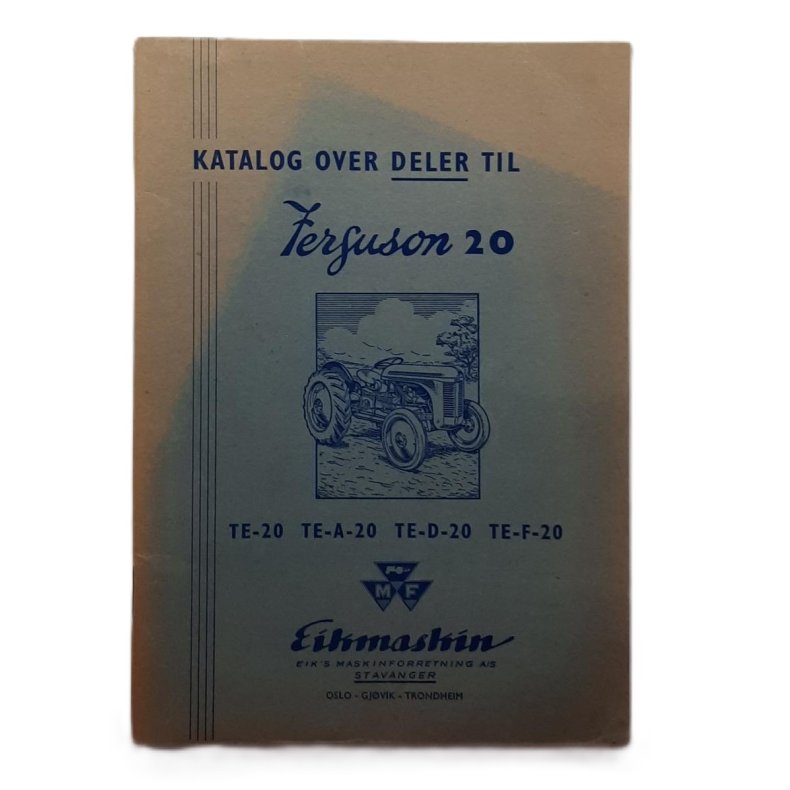 KATALOG OVER DELER TIL
Ferguson 20
TE-20 TE-A-20 TE-D-20 TE-F-20
M F
Eikmaskin
EIK'S MASKINFORRETNING A/S
STAVANGER
OSLO - GJØVIK - TRONDHEIM